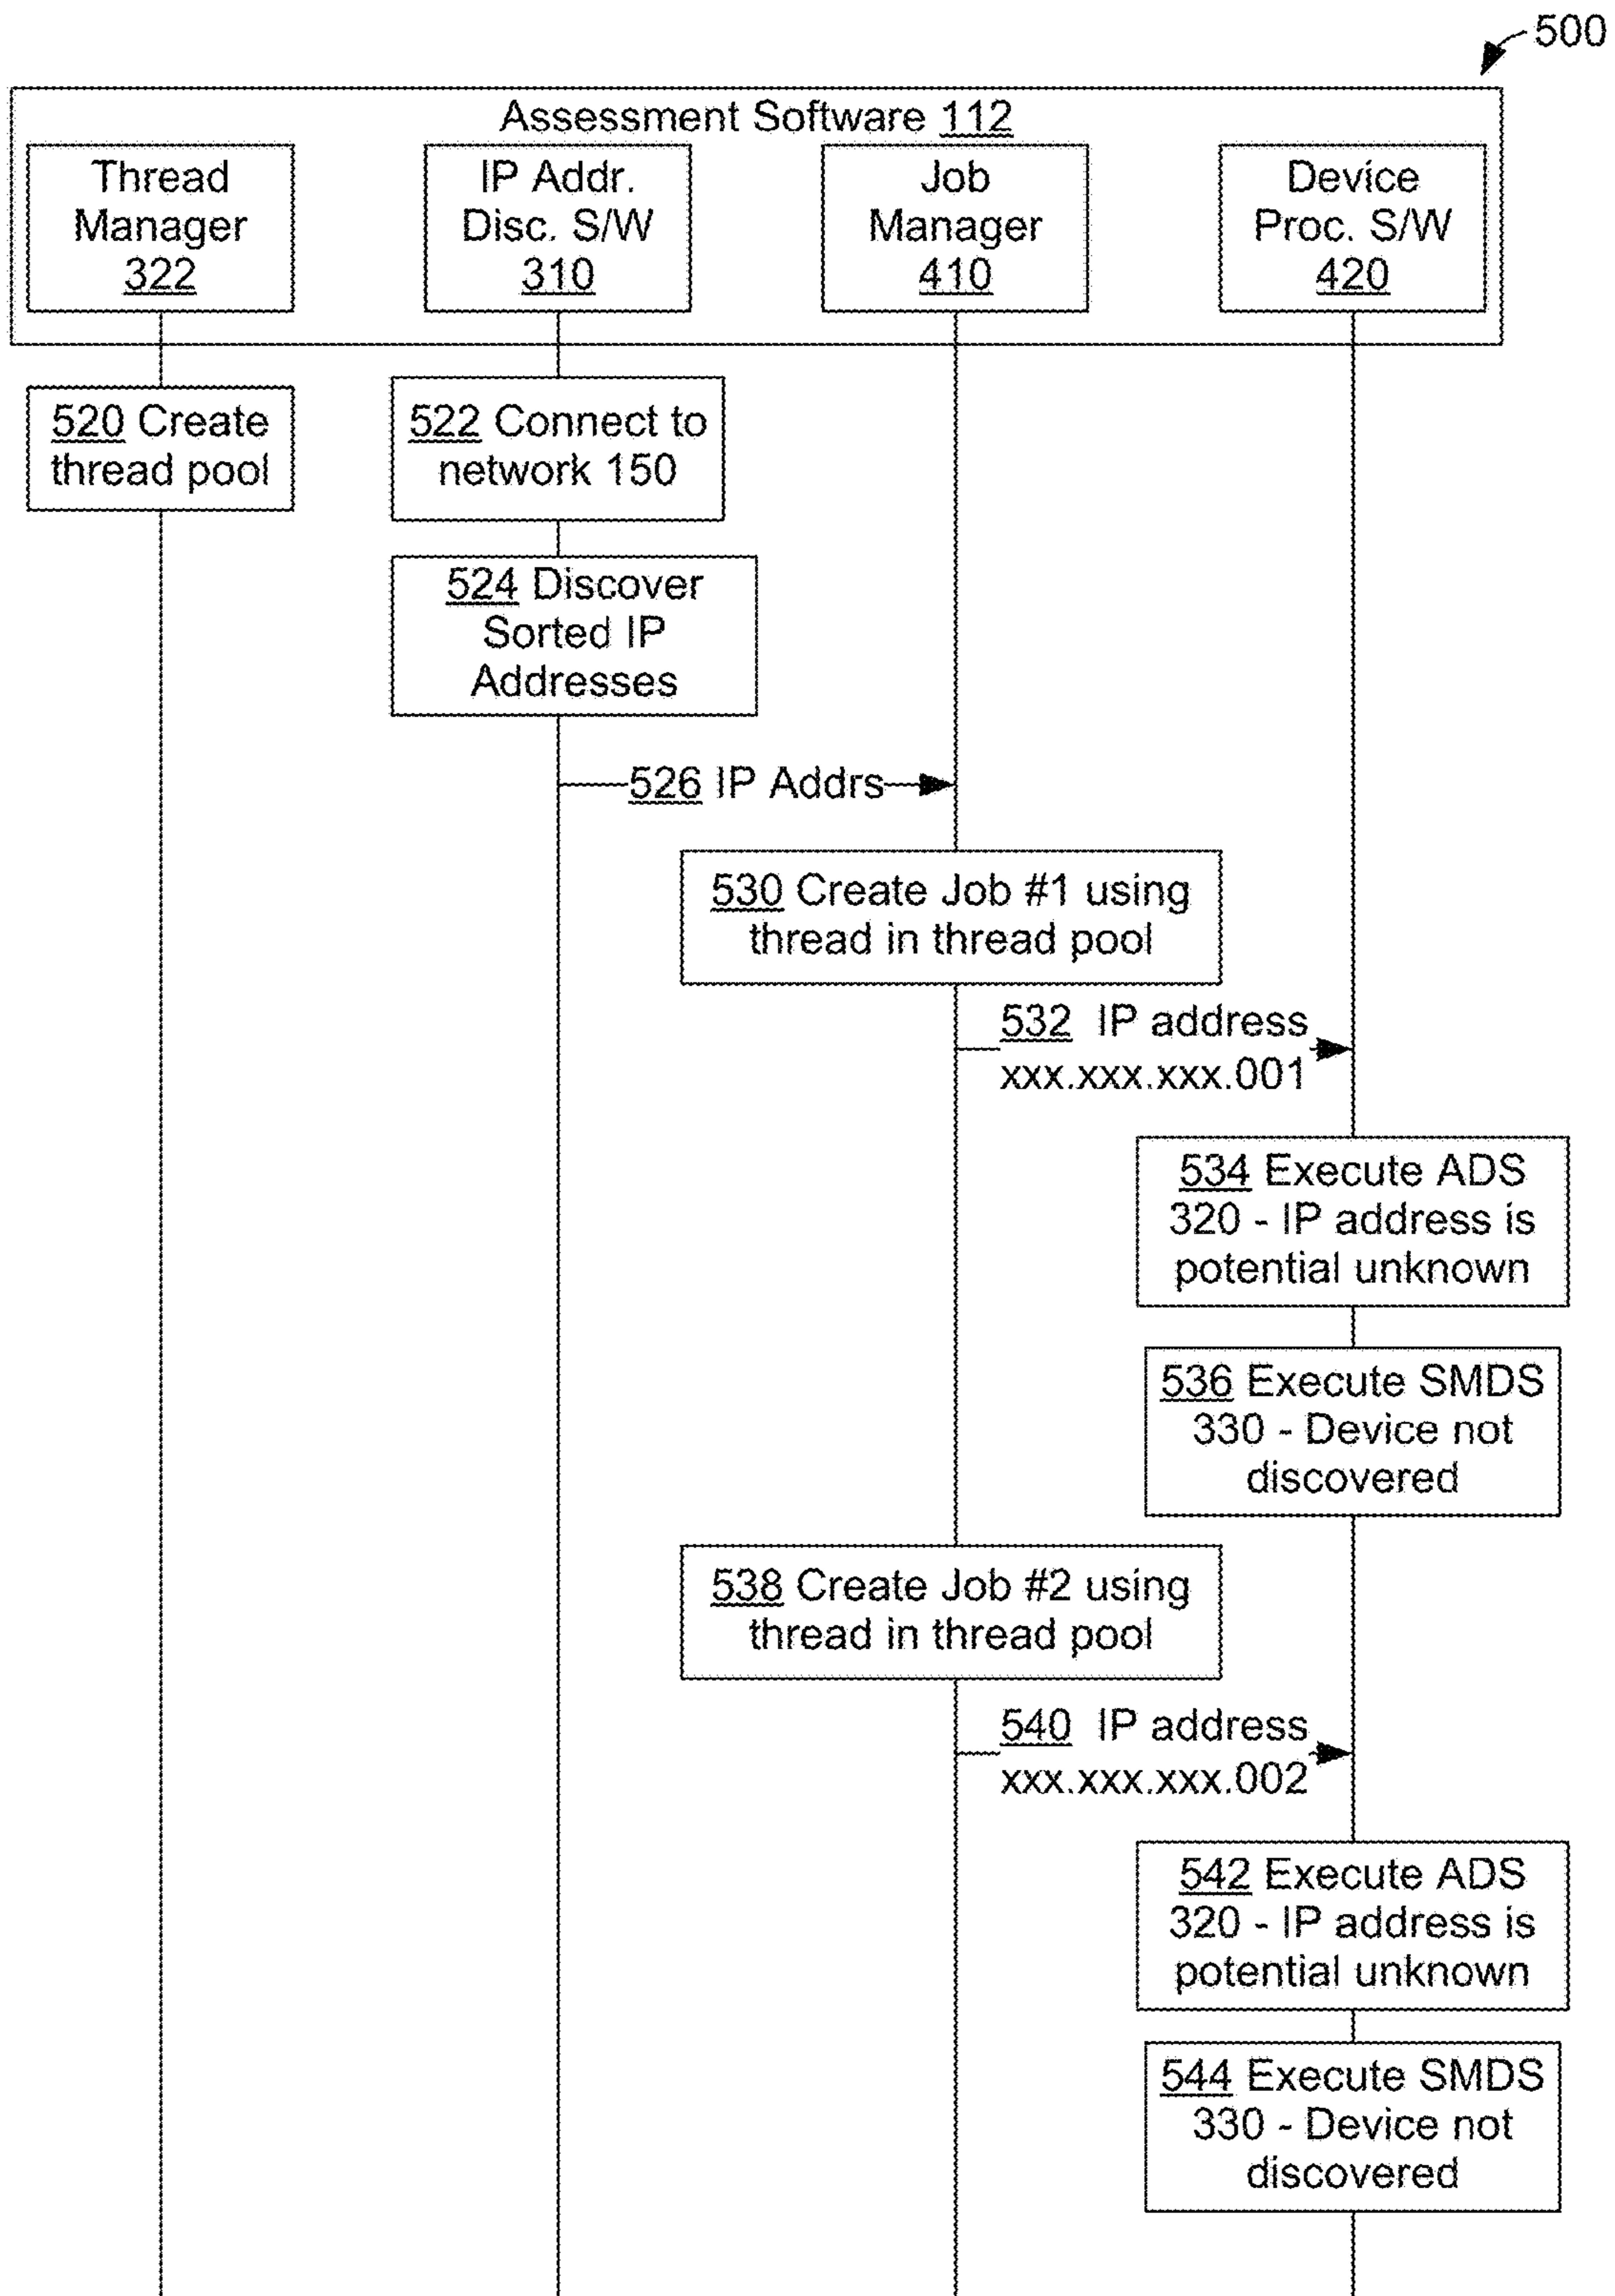 500
Assessment Software 112
Thread
Manager
322
IP Addr.
Disc. S/W
310
Job
Manager
410
Device
Proc. S/W
420
520 Create
thread pool
522 Connect to
network 150
524 Discover
Sorted IP
Addresses
526 IP Addrs
530 Create Job #1 using
thread in thread pool
532 IP address
xxx.xxx.xxx.001
534 Execute ADS
320 - IP address is
potential unknown
536 Execute SMDS
330 - Device not
discovered
538 Create Job #2 using
thread in thread pool
540 IP address
xxx.xxx.xxx.002
542 Execute ADS
320 - IP address is
potential unknown
544 Execute SMDS
330 - Device not
discovered